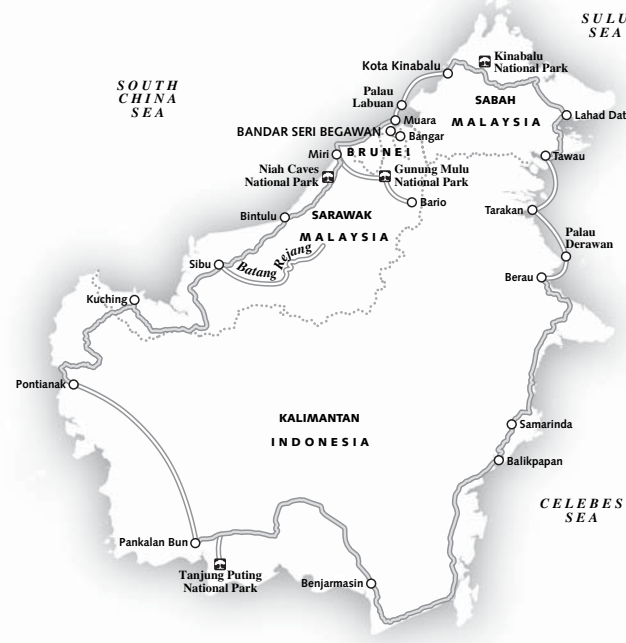 SULU
SEA
Kinabalu
National Park
Kota Kinabalu
SOUTH
CHINA
SEA
Palau
Labuan
SABAH
MALAYSIA
Lahad Dat
Muara
BANDAR SERI BEGAWAN
Bangar
Miri
BRUNEI
Tawau
Niah Caves
National Park
Gunung Mulu
National Park
Bario
Bintulu
SARAWAK
MALAYSIA
Tarakan
Palau
Derawan
Batang Rejang
Sibu
Berau
Kuching
Pontianak
KALIMANTAN
INDONESIA
Samarinda
Balikpapan
CELEBES
SEA
Pankalan Bun
Tanjung Puting
National Park
Benjarmasin